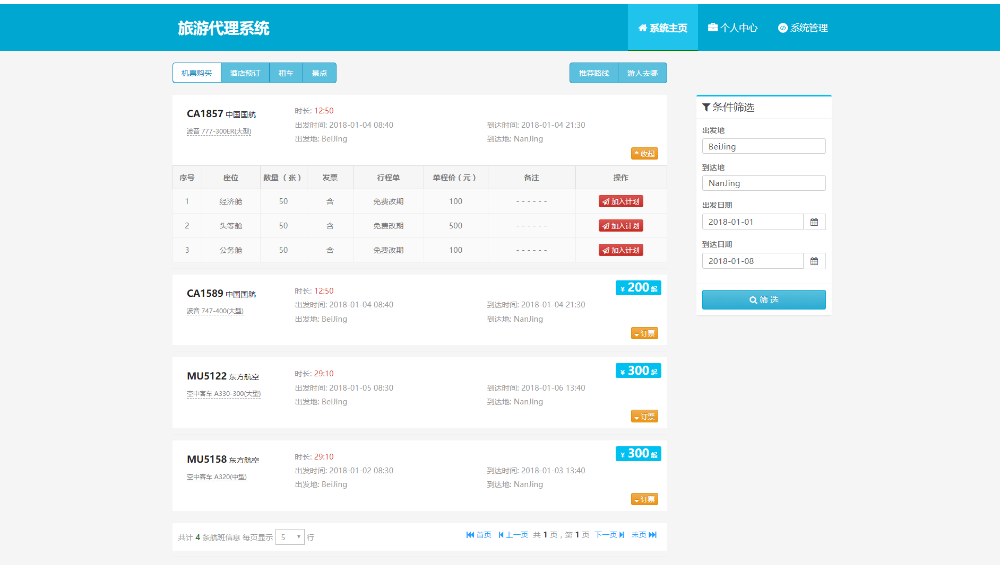 旅游代理系统
系统主页 个人中心 系统管理
机票购买 酒店预订 租车 景点
推荐路线 游人去哪
CA1857 中国国航
波音 777-300ER(大型)
时长: 12:50
出发时间: 2018-01-04 08:40
到达时间: 2018-01-04 21:30
出发地: BeiJing
到达地: NanJing
收起
序号 座位 数量 （ 张 ） 发票 行程单 单程价 ( 元 ) 备注 操作
1 经济舱 50 含 免费改期 100 - - - - - - 加入计划
2 头等舱 50 含 免费改期 500 - - - - - - 加入计划
3 公务舱 50 含 免费改期 100 - - - - - - 加入计划
CA1589 中国国航
波音 747-400(大型)
时长: 12:50
出发时间: 2018-01-04 08:40
到达时间: 2018-01-04 21:30
出发地: BeiJing
到达地: NanJing
¥ 200 起
订票
MU5122 东方航空
空中客车 A330-300(大型)
时长: 29:10
出发时间: 2018-01-05 08:30
到达时间: 2018-01-06 13:40
出发地: BeiJing
到达地: NanJing
¥ 300 起
订票
MU5158 东方航空
空中客车 A320(中型)
时长: 29:10
出发时间: 2018-01-02 08:30
到达时间: 2018-01-03 13:40
出发地: BeiJing
到达地: NanJing
¥ 300 起
订票
共计 4 条航班信息 每页显示 5 行
首页 上一页 共 1 页 , 第 1 页 下一页 末页
条件筛选
出发地
BeiJing
到达地
NanJing
出发日期
2018-01-01
到达日期
2018-01-08
筛 选